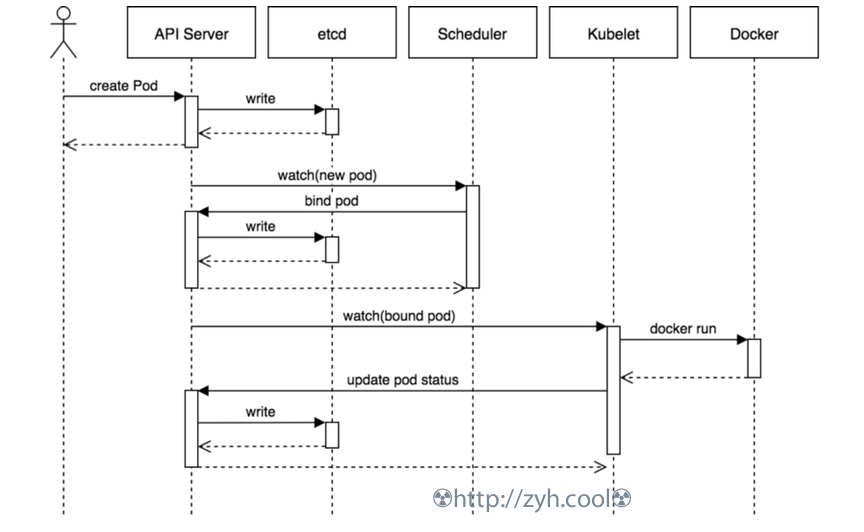 API Server
etcd
Scheduler
Kubelet
Docker
create Pod
write
watch(new pod)
bind pod
write
watch(bound pod)
docker run
update pod status
write
☢http://zyh.cool☢